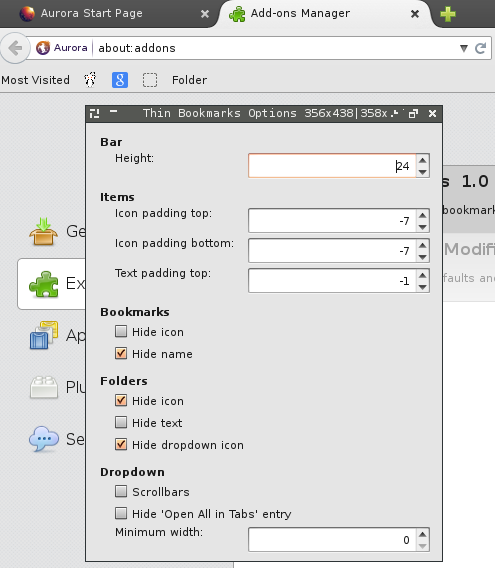 Aurora Start Page
Add-ons Manager
Aurora about:addons
Most Visited Folder
Thin Bookmarks Options 356x438|358x
Bar
Height: 24
s 1.0
Items
bookmark
Icon padding top: -7
Ge
Icon padding bottom: -7
Modifi
Text padding top: -1
faults and
Ex
Bookmarks
Hide icon
Ap
Hide name
Folders
Plu
Hide icon
Hide text
Se
Hide dropdown icon
Dropdown
Scrollbars
Hide 'Open All in Tabs' entry
Minimum width: 0